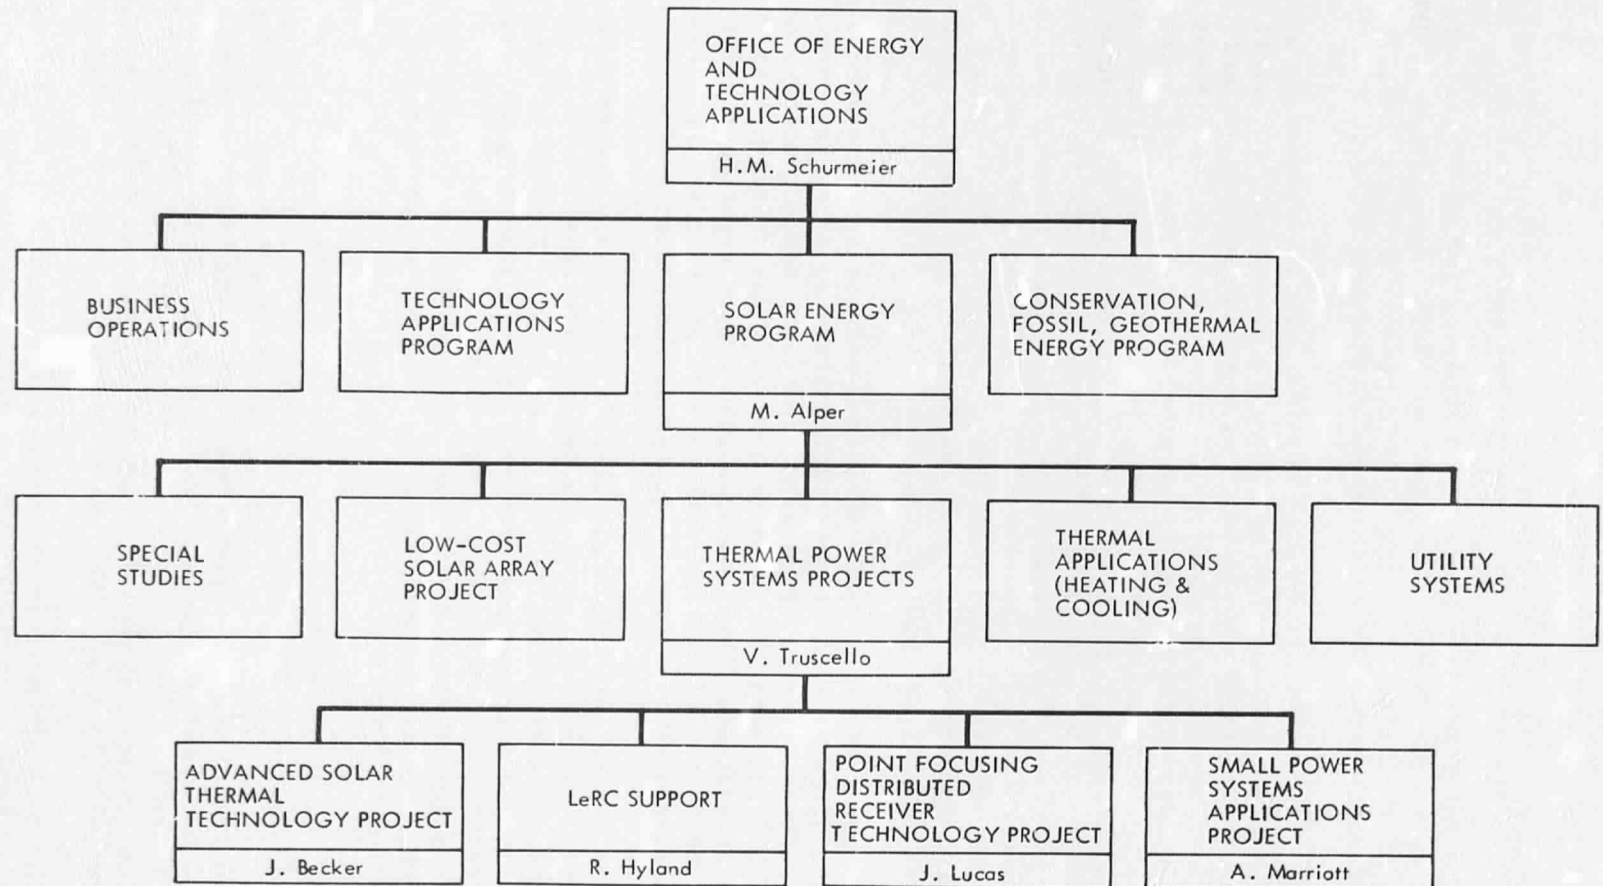 OFFICE OF ENERGY
AND
TECHNOLOGY
APPLICATIONS
H.M. Schurmeier
BUSINESS
OPERATIONS
TECHNOLOGY
APPLICATIONS
PROGRAM
SOLAR ENERGY
PROGRAM
M. Alper
CONSERVATION,
FOSSIL, GEOTHERMAL
ENERGY PROGRAM
SPECIAL
STUDIES
LOW-COST
SOLAR ARRAY
PROJECT
THERMAL POWER
SYSTEMS PROJECTS
V. Truscello
THERMAL
APPLICATIONS
(HEATING &
COOLING)
UTILITY
SYSTEMS
ADVANCED SOLAR
THERMAL
TECHNOLOGY PROJECT
J. Becker
LeRC SUPPORT
R. Hyland
POINT FOCUSING
DISTRIBUTED
RECEIVER
TECHNOLOGY PROJECT
J. Lucas
SMALL POWER
SYSTEMS
APPLICATIONS
PROJECT
A. Marriott